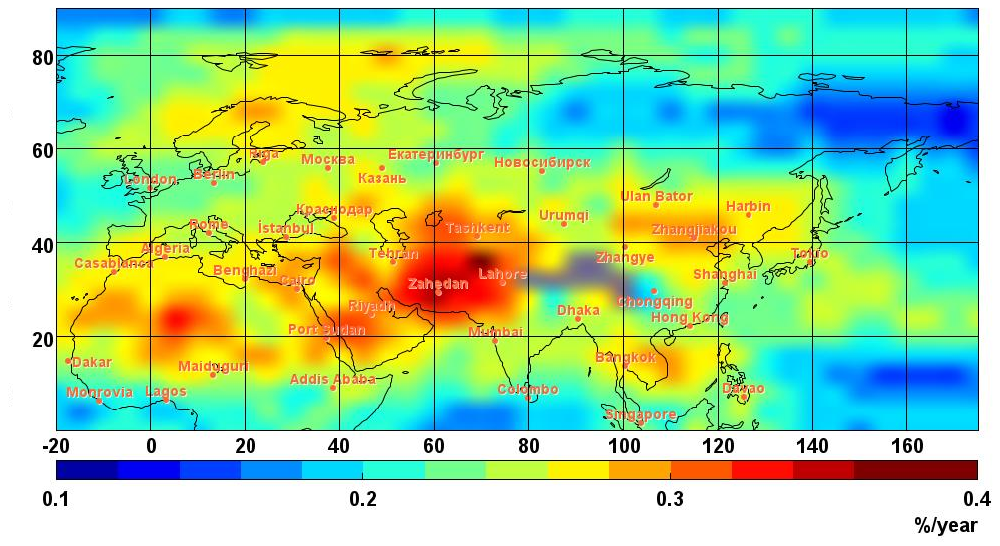 80
60
40
20
Riga
Москва
Екатеринбург
Новосибирск
London
Berlin
Казань
Краснодар
Ulan Bator
Harbin
Rome
İstanbul
Tashkent
Urumqi
Zhangjiakou
Algeria
Tehran
Tokyo
Casablanca
Benghazi
Cairo
Zahedan
Lahore
Zhangye
Shanghai
Riyadh
Chongqing
Dhaka
Hong Kong
Port Sudan
Mumbai
Dakar
Maiduguri
Bangkok
Monrovia
Lagos
Addis Ababa
Colombo
Davao
Singapore
-20 0 20 40 60 80 100 120 140 160
0.1 0.2 0.3 0.4
%/year